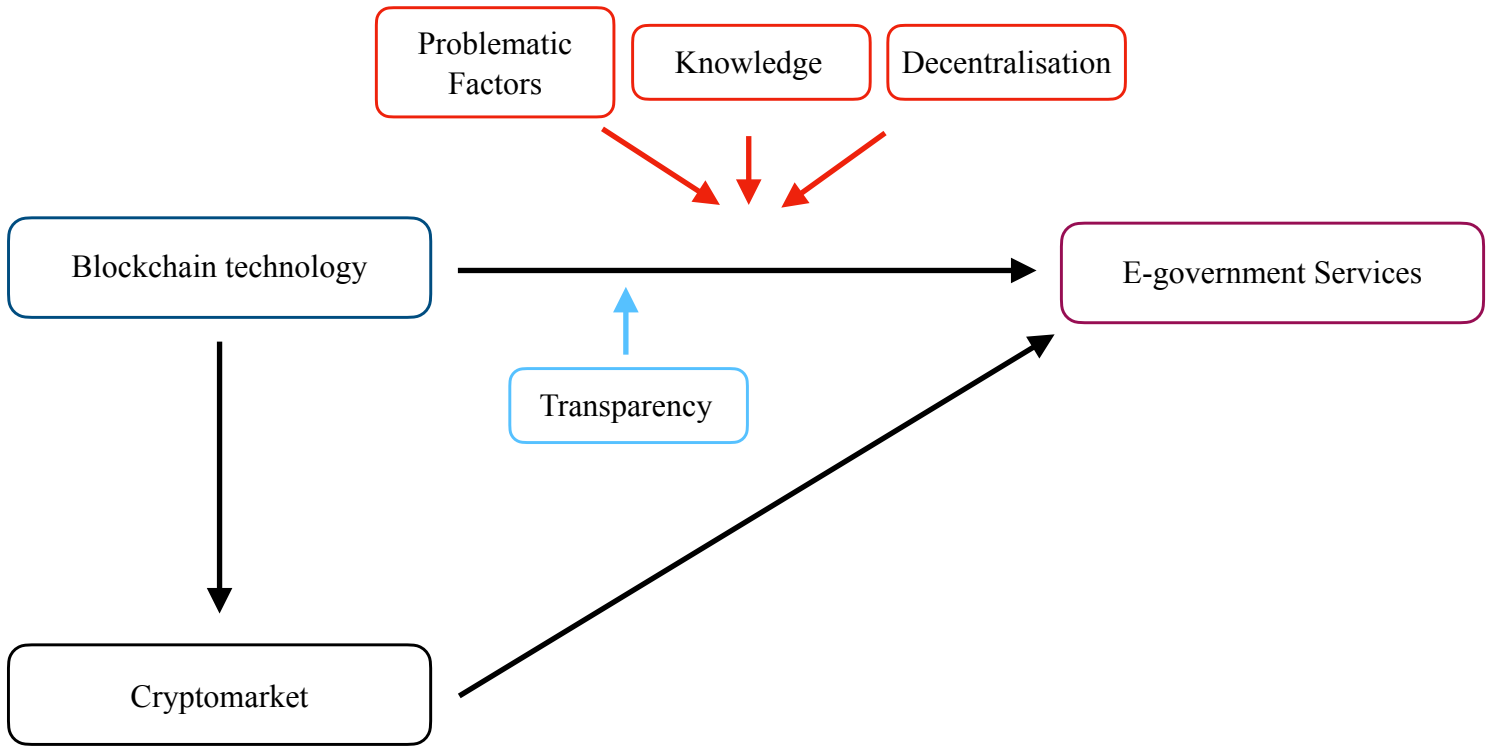 Problematic
Factors
Knowledge
Decentralisation
Blockchain technology
E-government Services
Transparency
Cryptomarket